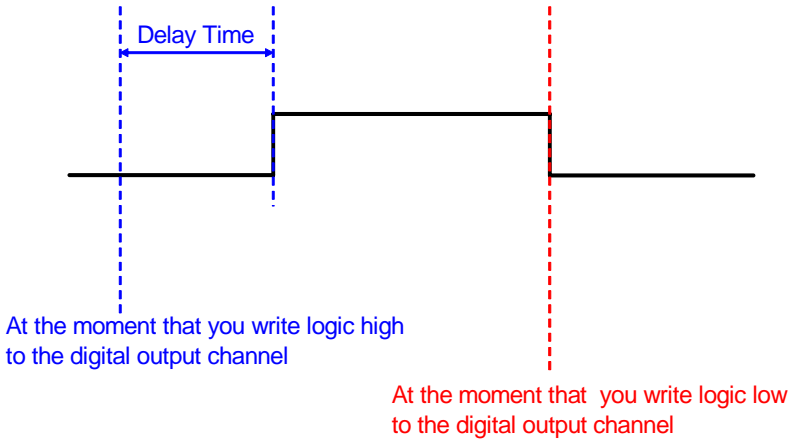 Delay Time
At the moment that you write logic high
to the digital output channel
At the moment that  you write logic low
to the digital output channel